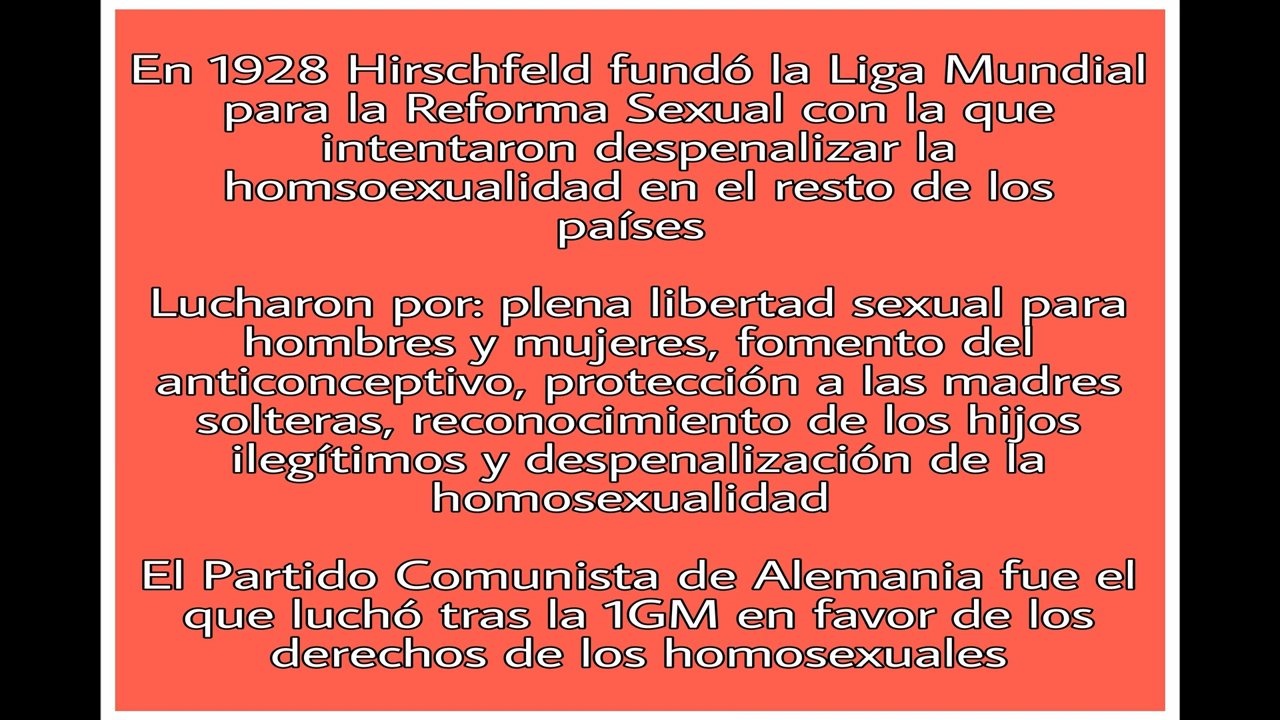 En 1928 Hirschfeld fundó la Liga Mundial
para la Reforma Sexual con la que
intentaron despenalizar la
homsoexualidad en el resto de los
países
Lucharon por: plena libertad sexual para
hombres y mujeres, fomento del
anticonceptivo, protección a las madres
solteras, reconocimiento de los hijos
ilegítimos y despenalización de la
homosexualidad
El Partido Comunista de Alemania fue el
que luchó tras la 1GM en favor de los
derechos de los homosexuales